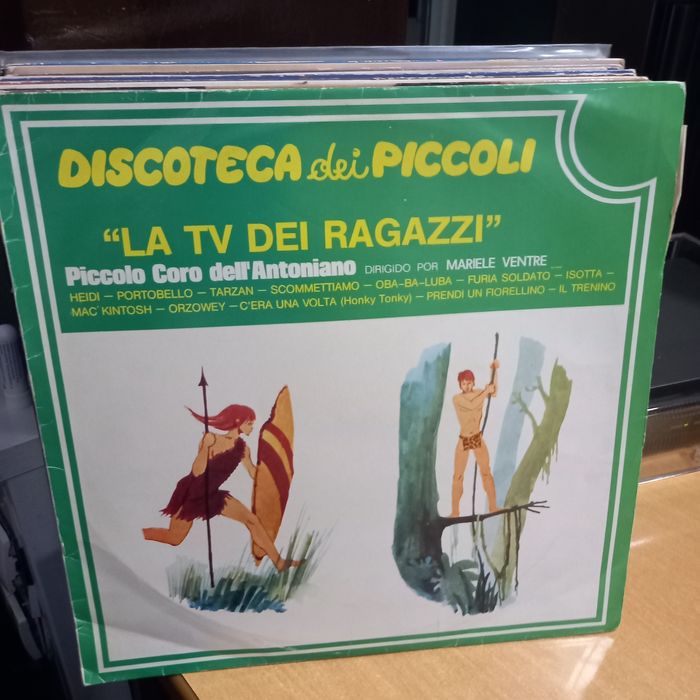 DISCOTECA dei PICCOLI
“LA TV DEI RAGAZZI”
Piccolo Coro dell'Antoniano DIRIGIDO POR MARIELE VENTRE
HEIDI — PORTOBELLO — TARZAN — SCOMMETTIAMO — OBA-BA-LUBA — FURIA SOLDATO — ISOTTA —
MAC' KINTOSH — ORZOWEY — C'ERA UNA VOLTA (Honky Tonky) — PRENDI UN FIORELLINO — IL TRENINO